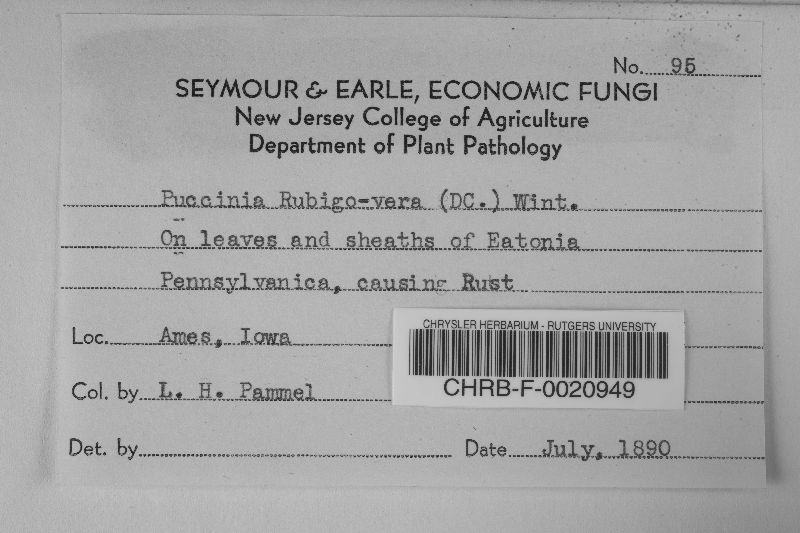 No. 95
SEYMOUR & EARLE, ECONOMIC FUNGI
New Jersey College of Agriculture
Department of Plant Pathology
Puccinia Rubigo-vera (DC.) Wint.
On leaves and sheaths of Eatonia
Pennsylvanica, causing Rust
Loc. Ames, Iowa
CHRYSLER HERBARIUM - RUTGERS UNIVERSITY
CHRB-F-0020949
Col. by L. H. Pammel
Det. by
Date July, 1890